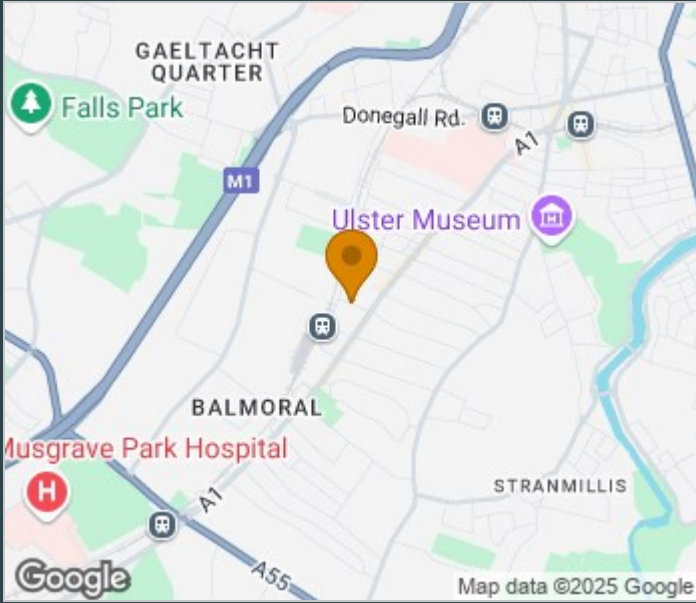 GAELTACHT
QUARTER
Falls Park
Donegall Rd.
A1
M1
Ulster Museum
BALMORAL
Musgrave Park Hospital
H
A1
STRANMILLIS
A55
Google
Map data ©2025 Google